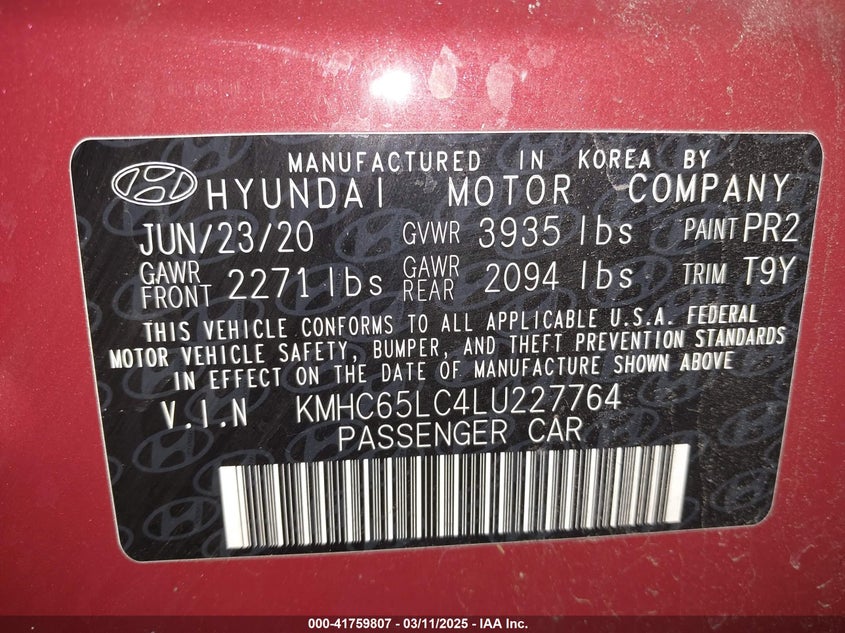 MANUFACTURED IN KOREA BY
HYUNDAI MOTOR COMPANY
JUN/23/20 GVWR 3935 lbs PAINT PR2
GAWR FRONT 2271 lbs GAWR REAR 2094 lbs TRIM T9Y
THIS VEHICLE CONFORMS TO ALL APPLICABLE U.S.A. FEDERAL
MOTOR VEHICLE SAFETY, BUMPER, AND THEFT PREVENTION STANDARDS
IN EFFECT ON THE DATE OF MANUFACTURE SHOWN ABOVE
V.I.N KMHC65LC4LU227764
PASSENGER CAR
000-41759807 - 03/11/2025 - IAA Inc.